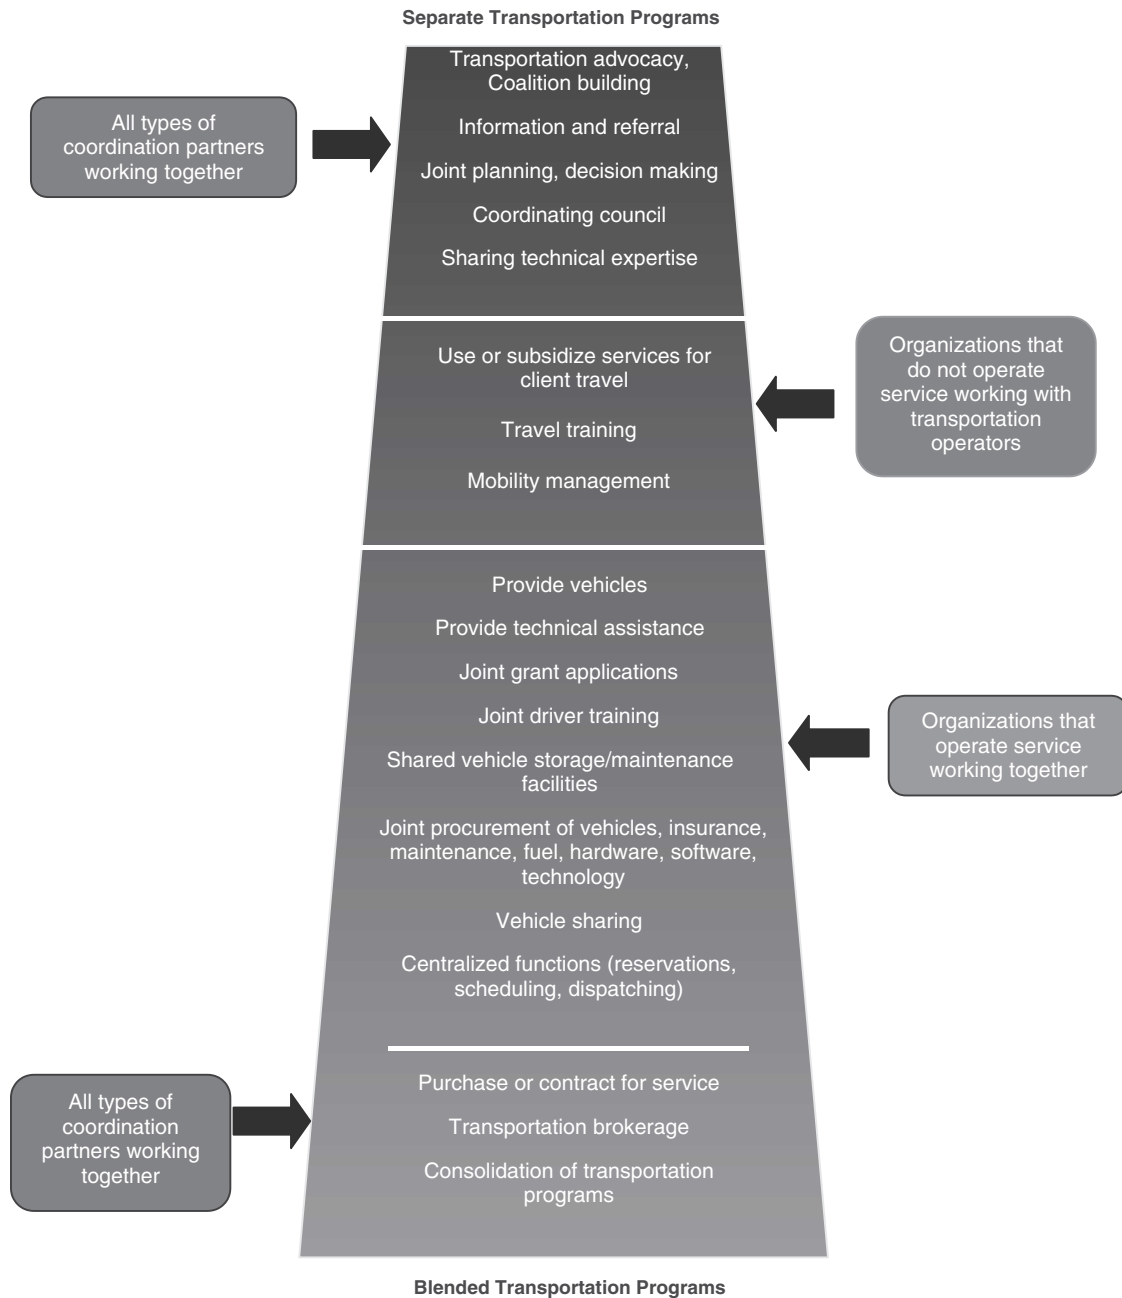 Separate Transportation Programs
Transportation advocacy,
Coalition building
All types of
coordination partners
working together
Information and referral
Joint planning, decision making
Coordinating council
Sharing technical expertise
Use or subsidize services for
client travel
Travel training
Mobility management
Organizations that
do not operate
service working with
transportation
operators
Provide vehicles
Provide technical assistance
Joint grant applications
Joint driver training
Shared vehicle storage/maintenance
facilities
Joint procurement of vehicles, insurance,
maintenance, fuel, hardware, software,
technology
Vehicle sharing
Centralized functions (reservations,
scheduling, dispatching)
Organizations that
operate service
working together
Purchase or contract for service
Transportation brokerage
Consolidation of transportation
programs
All types of
coordination
partners working
together
Blended Transportation Programs